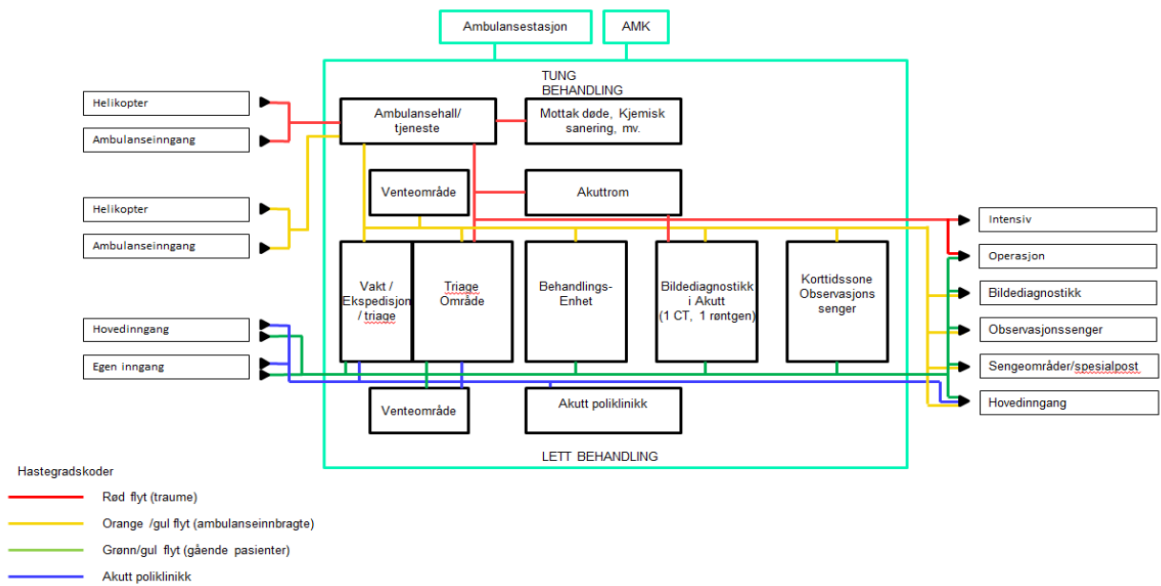 Ambulansestasjon
AMK
TUNG
BEHANDLING
Helikopter
Ambulanseinngang
Ambulansehall/
tjeneste
Mottak døde, Kjemisk
sanering, mv.
Venteområde
Akuttrom
Helikopter
Ambulanseinngang
Intensiv
Operasjon
Bildediagnostikk
Observasjonssenger
Sengeområder/spesialpost
Hovedinngang
Vakt /
Ekspedisjon
/ triage
Triage
Område
Behandlings-
Enhet
Bildediagnostikk
i Akutt
(1 CT, 1 røntgen)
Korttidssone
Observasjons
senger
Hovedinngang
Egen inngang
Venteområde
Akutt poliklinikk
LETT BEHANDLING
Hastegradskoder
Rød flyt (traume)
Orange /gul flyt (ambulanseinnbragte)
Grønn/gul flyt (gående pasienter)
Akutt poliklinikk